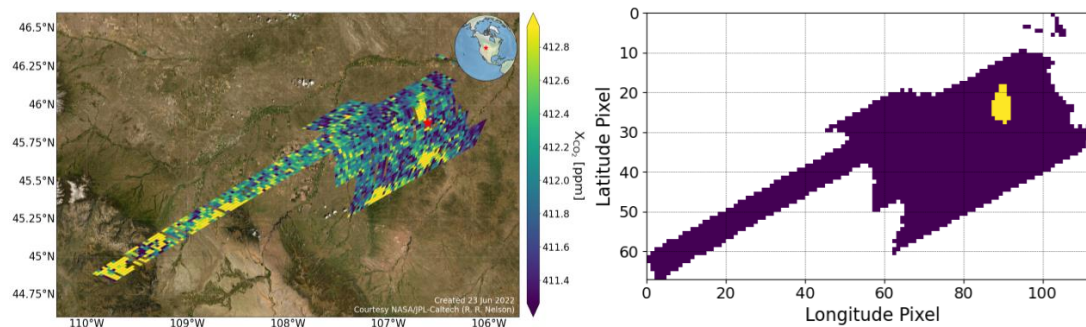 46.5°N
46.25°N
46°N
45.75°N
45.5°N
45.25°N
45°N
44.75°N
110°W
109°W
108°W
107°W
106°W
Created 23 Jun 2022
Courtesy NASA/JPL-Caltech (R. R. Nelson)
412.8
412.6
412.4
412.2
412.0
411.8
411.6
411.4
XCO₂ [ppm]
0
10
20
30
40
50
60
Latitude Pixel
0
20
40
60
80
100
Longitude Pixel